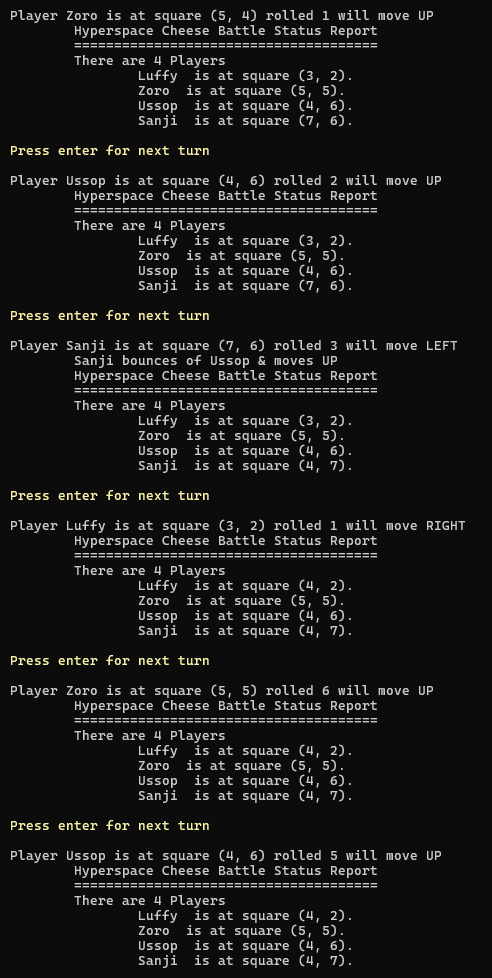 Player Zoro is at square (5, 4) rolled 1 will move UP
Hyperspace Cheese Battle Status Report
======================================
There are 4 Players
Luffy  is at square (3, 2).
Zoro  is at square (5, 5).
Ussop  is at square (4, 6).
Sanji  is at square (7, 6).
Press enter for next turn
Player Ussop is at square (4, 6) rolled 2 will move UP
Hyperspace Cheese Battle Status Report
======================================
There are 4 Players
Luffy  is at square (3, 2).
Zoro  is at square (5, 5).
Ussop  is at square (4, 6).
Sanji  is at square (7, 6).
Press enter for next turn
Player Sanji is at square (7, 6) rolled 3 will move LEFT
Sanji bounces of Ussop & moves UP
Hyperspace Cheese Battle Status Report
======================================
There are 4 Players
Luffy  is at square (3, 2).
Zoro  is at square (5, 5).
Ussop  is at square (4, 6).
Sanji  is at square (4, 7).
Press enter for next turn
Player Luffy is at square (3, 2) rolled 1 will move RIGHT
Hyperspace Cheese Battle Status Report
======================================
There are 4 Players
Luffy  is at square (4, 2).
Zoro  is at square (5, 5).
Ussop  is at square (4, 6).
Sanji  is at square (4, 7).
Press enter for next turn
Player Zoro is at square (5, 5) rolled 6 will move UP
Hyperspace Cheese Battle Status Report
======================================
There are 4 Players
Luffy  is at square (4, 2).
Zoro  is at square (5, 5).
Ussop  is at square (4, 6).
Sanji  is at square (4, 7).
Press enter for next turn
Player Ussop is at square (4, 6) rolled 5 will move UP
Hyperspace Cheese Battle Status Report
======================================
There are 4 Players
Luffy  is at square (4, 2).
Zoro  is at square (5, 5).
Ussop  is at square (4, 6).
Sanji  is at square (4, 7).